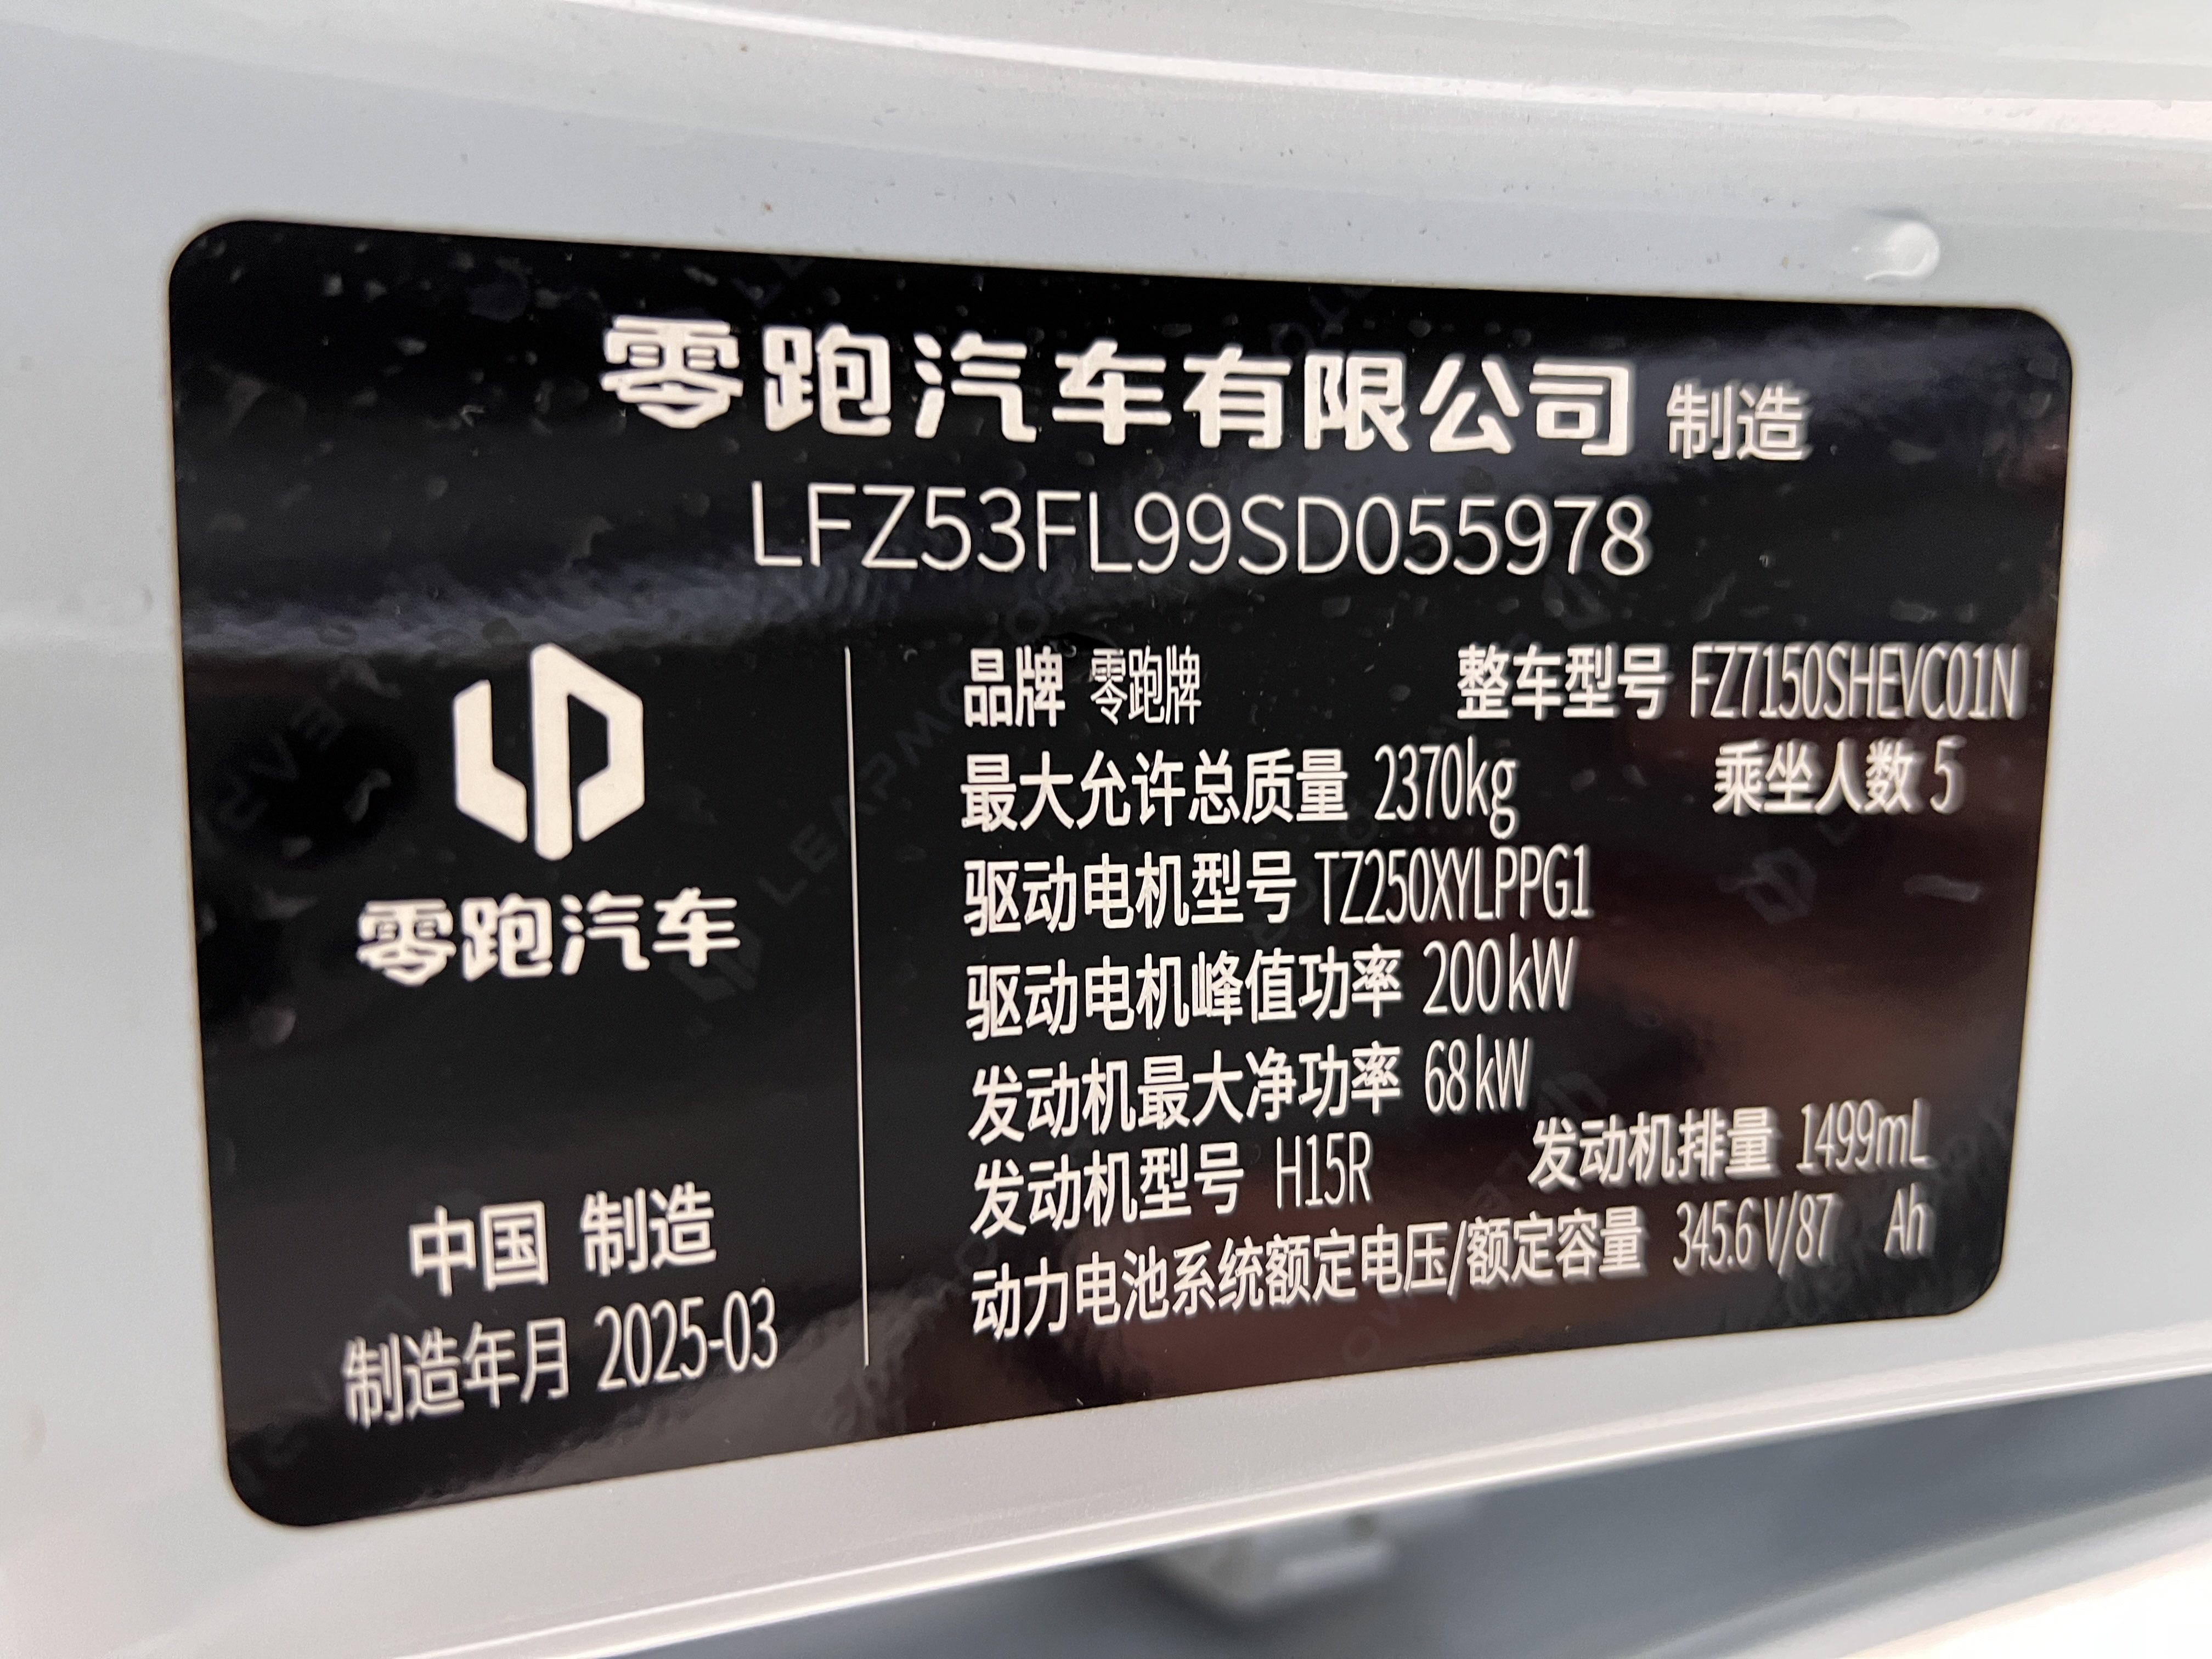 零跑汽车有限公司 制造
LFZ53FL99SD055978
零跑汽车
中国 制造
制造年月 2025-03
品牌 零跑牌 整车型号 FZ7150SHEVC01N
最大允许总质量 2370kg 乘坐人数 5
驱动电机型号 TZ250XYLPPG1
驱动电机峰值功率 200kW
发动机最大净功率 68kW
发动机型号 H15R 发动机排量 1499mL
动力电池系统额定电压/额定容量 345.6V/87 Ah